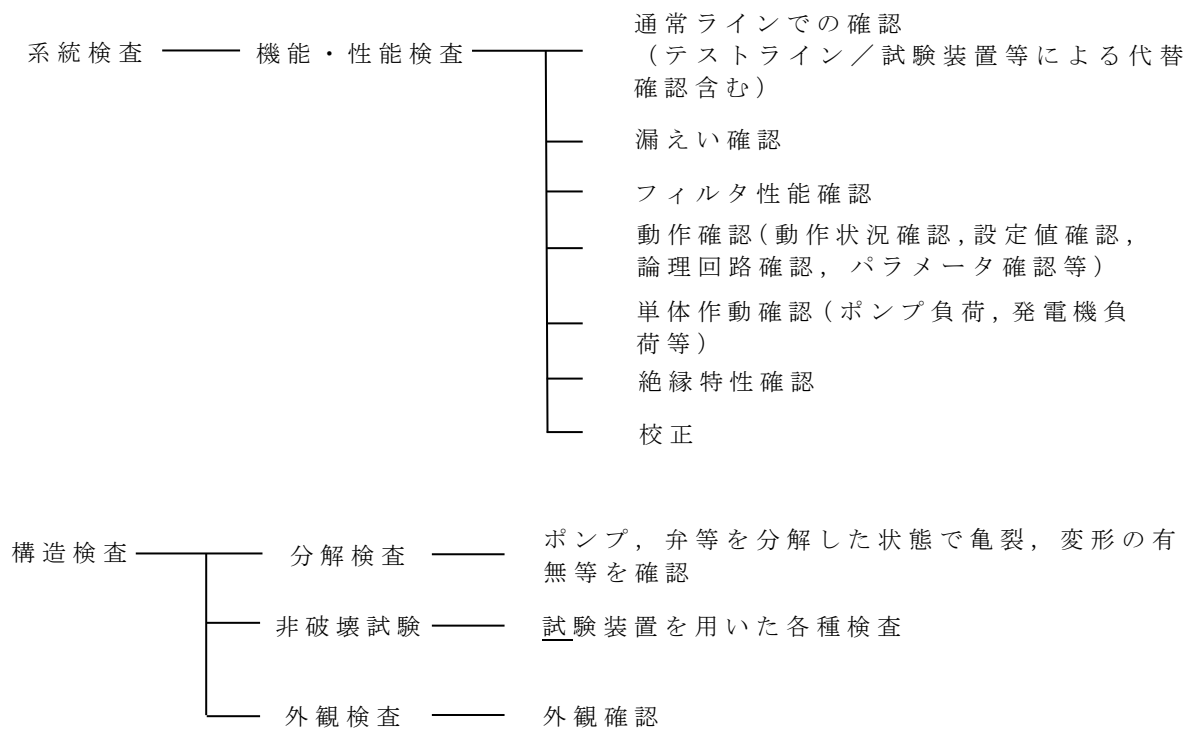 系統検査
機能・性能検査
通常ラインでの確認
（テストライン／試験装置等による代替
確認含む）
漏えい確認
フィルタ性能確認
動作確認(動作状況確認,設定値確認,
論理回路確認, パラメータ確認等)
単体作動確認(ポンプ負荷,発電機負
荷等)
絶縁特性確認
校正
構造検査
分解検査
ポンプ, 弁等を分解した状態で亀裂, 変形の有
無等を確認
非破壊試験
試験装置を用いた各種検査
外観検査
外観確認